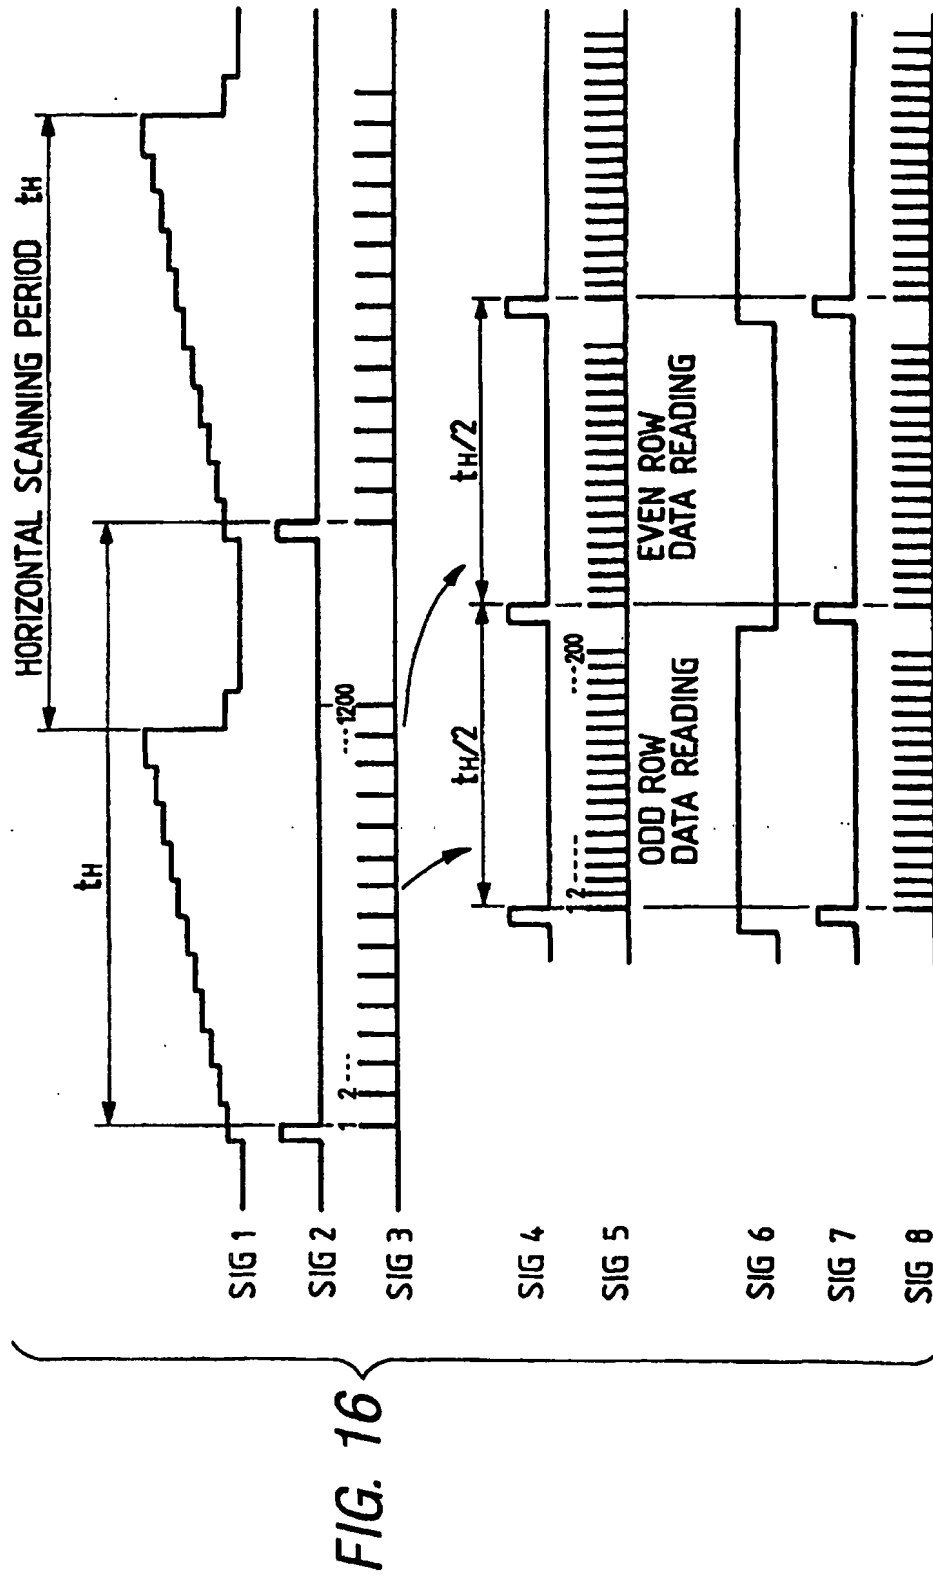 HORIZONTAL SCANNING PERIOD tH
tH
SIG 1
SIG 2
1 2 ---- ---1200
SIG 3
tH/2 tH/2
SIG 4
1 2 ---- ---200
SIG 5
ODD ROW
DATA READING
EVEN ROW
DATA READING
SIG 6
SIG 7
SIG 8
FIG. 16